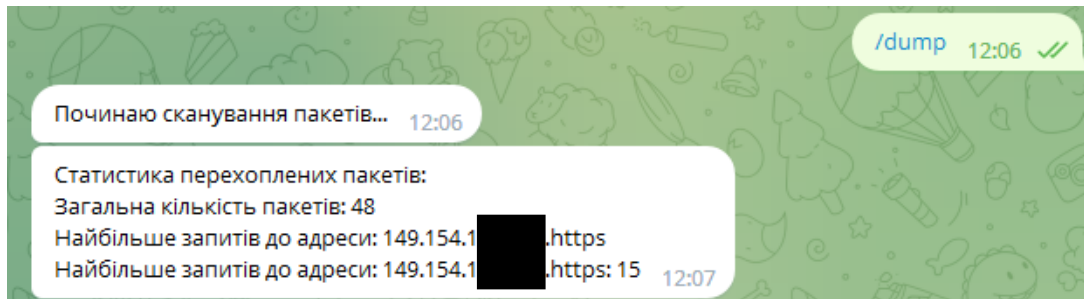 /dump 12:06
Починаю сканування пакетів... 12:06
Статистика перехоплених пакетів:
Загальна кількість пакетів: 48
Найбільше запитів до адреси: 149.154.1 .https
Найбільше запитів до адреси: 149.154.1 .https: 15 12:07